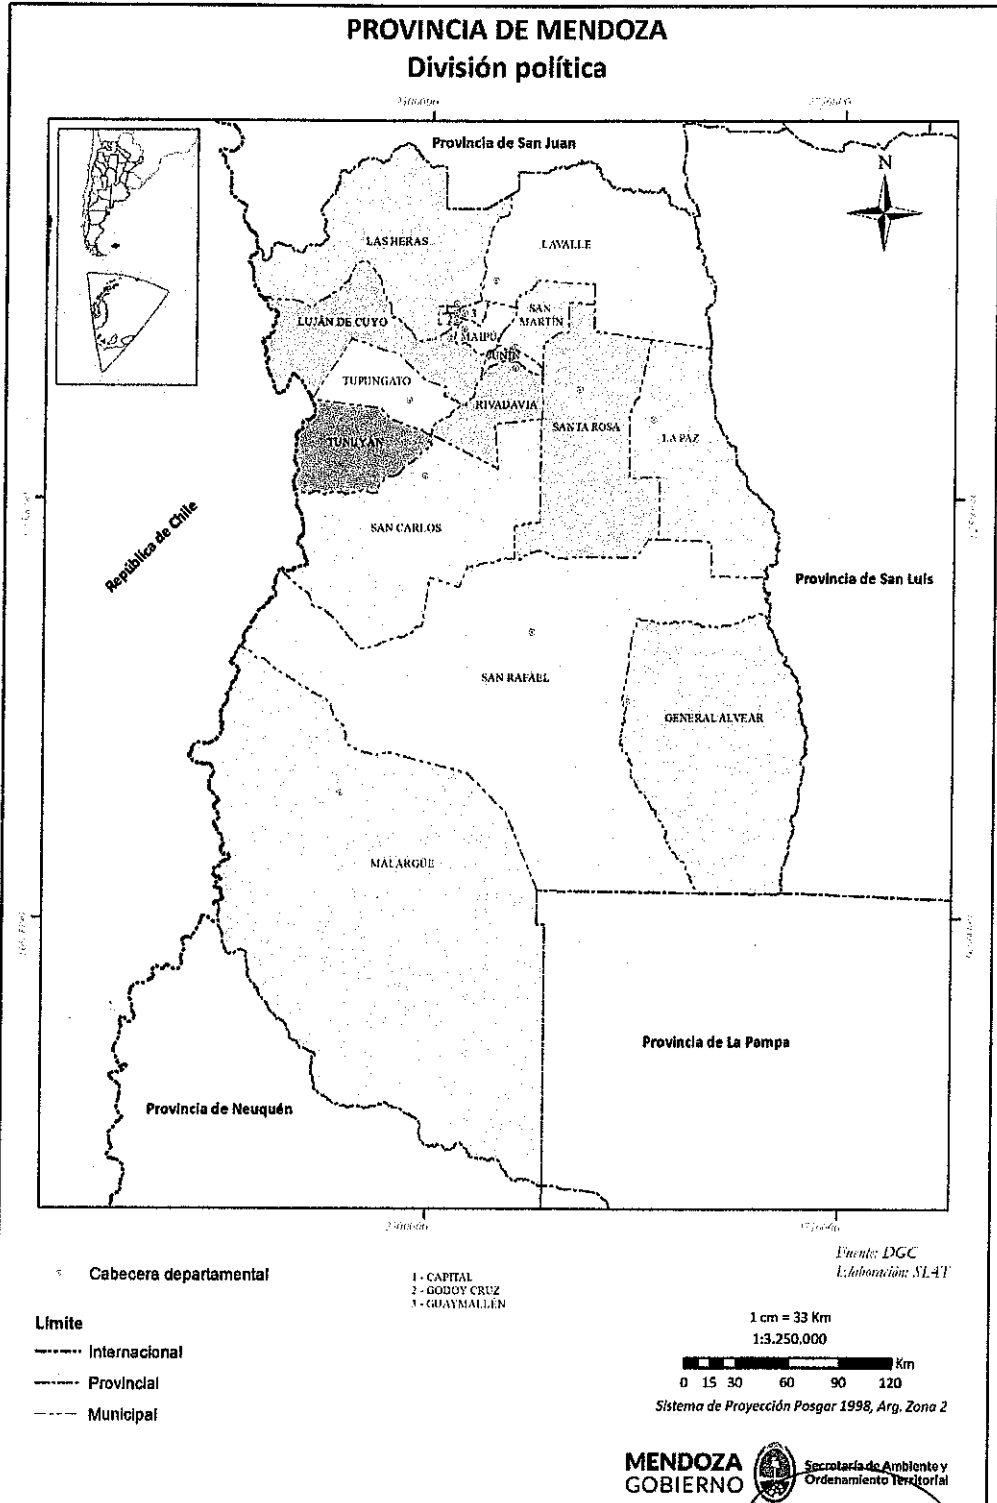 PROVINCIA DE MENDOZA
División política
Provincia de San Juan
N
LAS HERAS
LAVALLE
LUJÁN DE CUYO
3
2
SAN
MARTÍN
MAIPÚ
JUNÍN
TUPUNGATO
RIVADAVIA
TUNUYÁN
SANTA ROSA
LA PAZ
SAN CARLOS
República de Chile
Provincia de San Luis
SAN RAFAEL
GENERAL ALVEAR
MALARGÜE
Provincia de La Pampa
Provincia de Neuquén
Cabecera departamental
1 - CAPITAL
2 - GODOY CRUZ
3 - GUAYMALLÉN
Fuente: DGC
Elaboración: SLAT
Límite
Internacional
Provincial
Municipal
1 cm = 33 Km
1:3.250,000
Km
0 15 30 60 90 120
Sistema de Proyección Posgar 1998, Arg. Zona 2
MENDOZA
GOBIERNO
Secretaría de Ambiente y
Ordenamiento Territorial